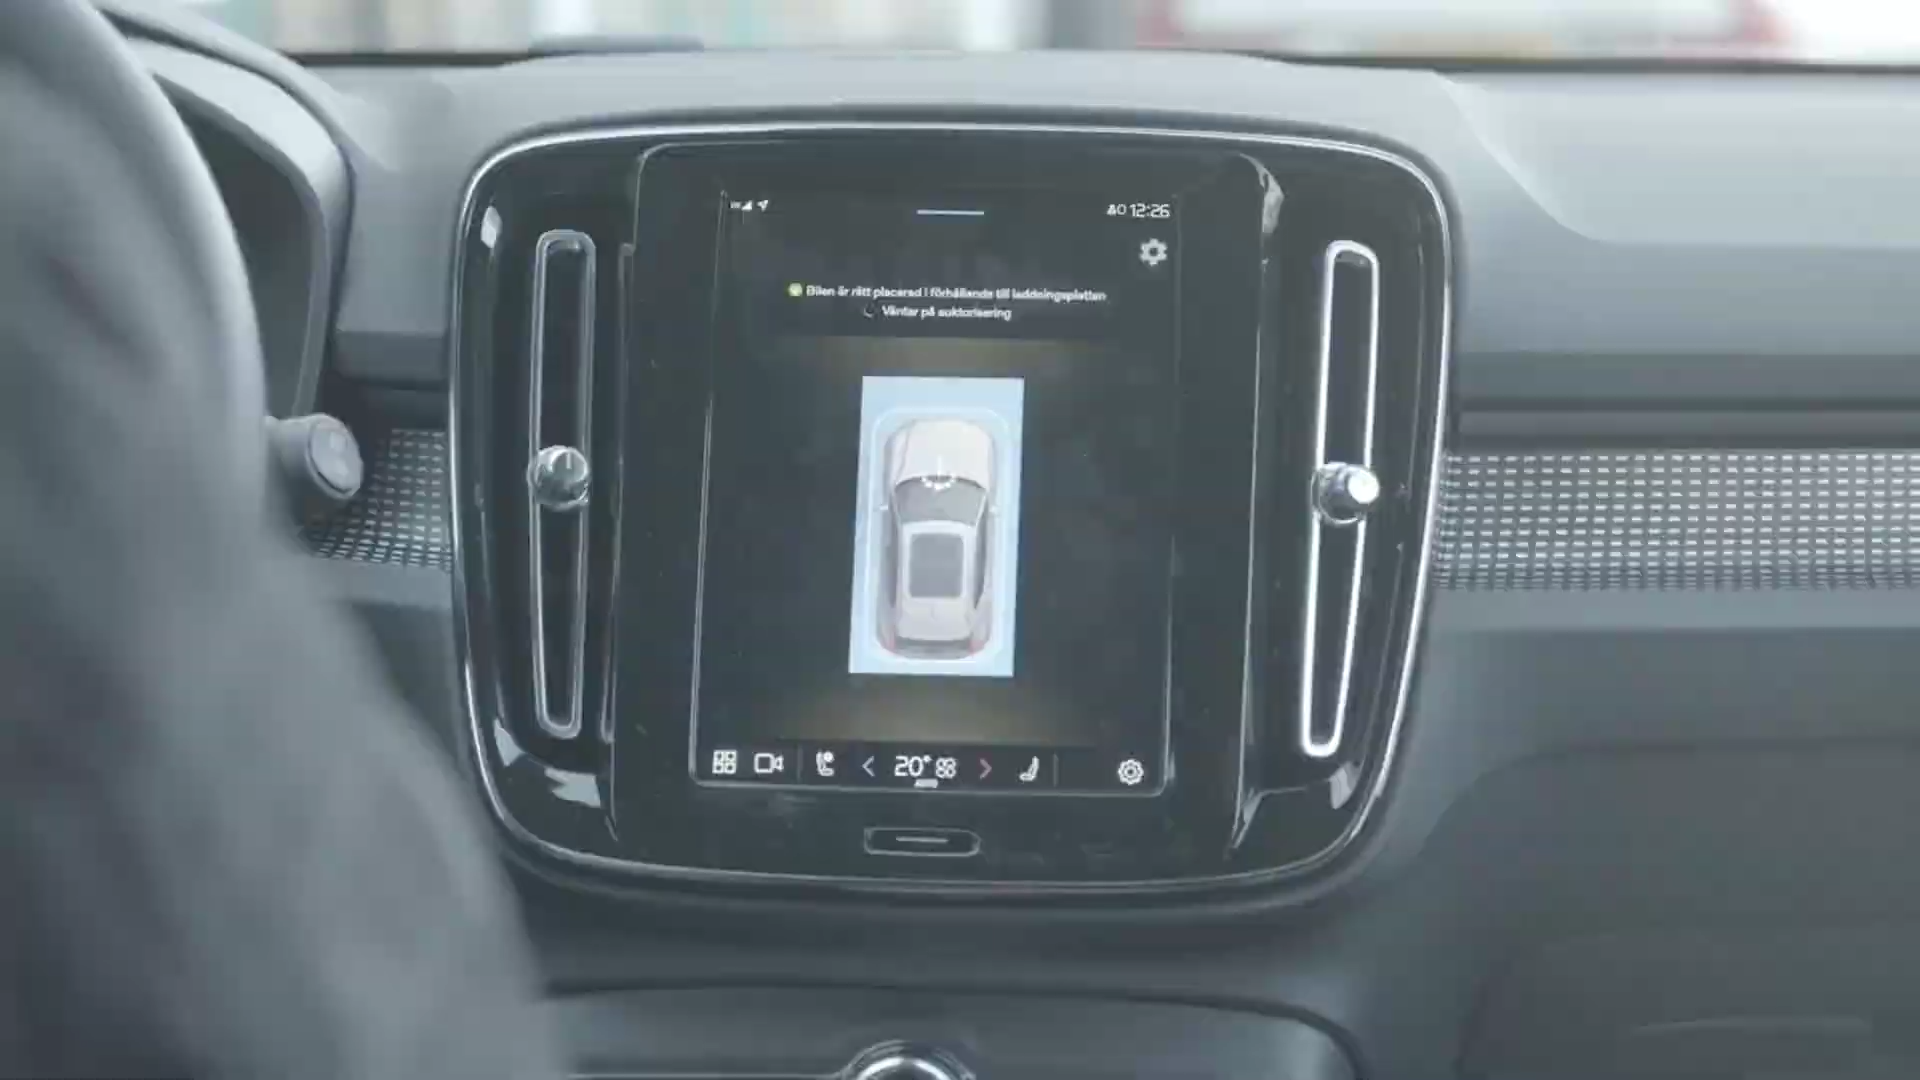 12:26
Bilen är rätt placerad i förhållande till laddningsplattan
Väntar på auktorisering
20°